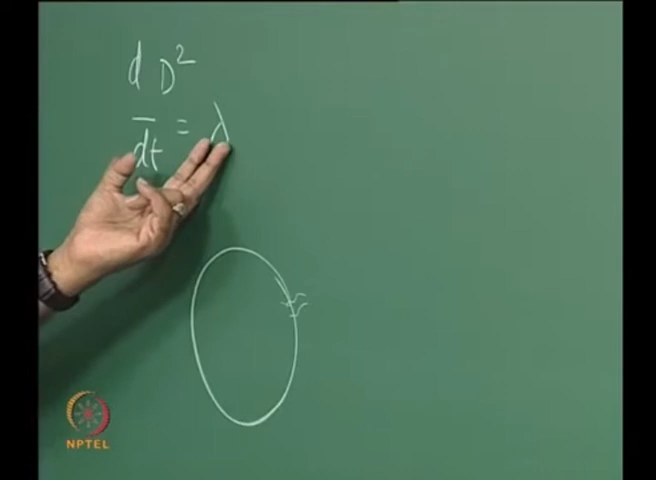 d D²
dt = λ
NPTEL